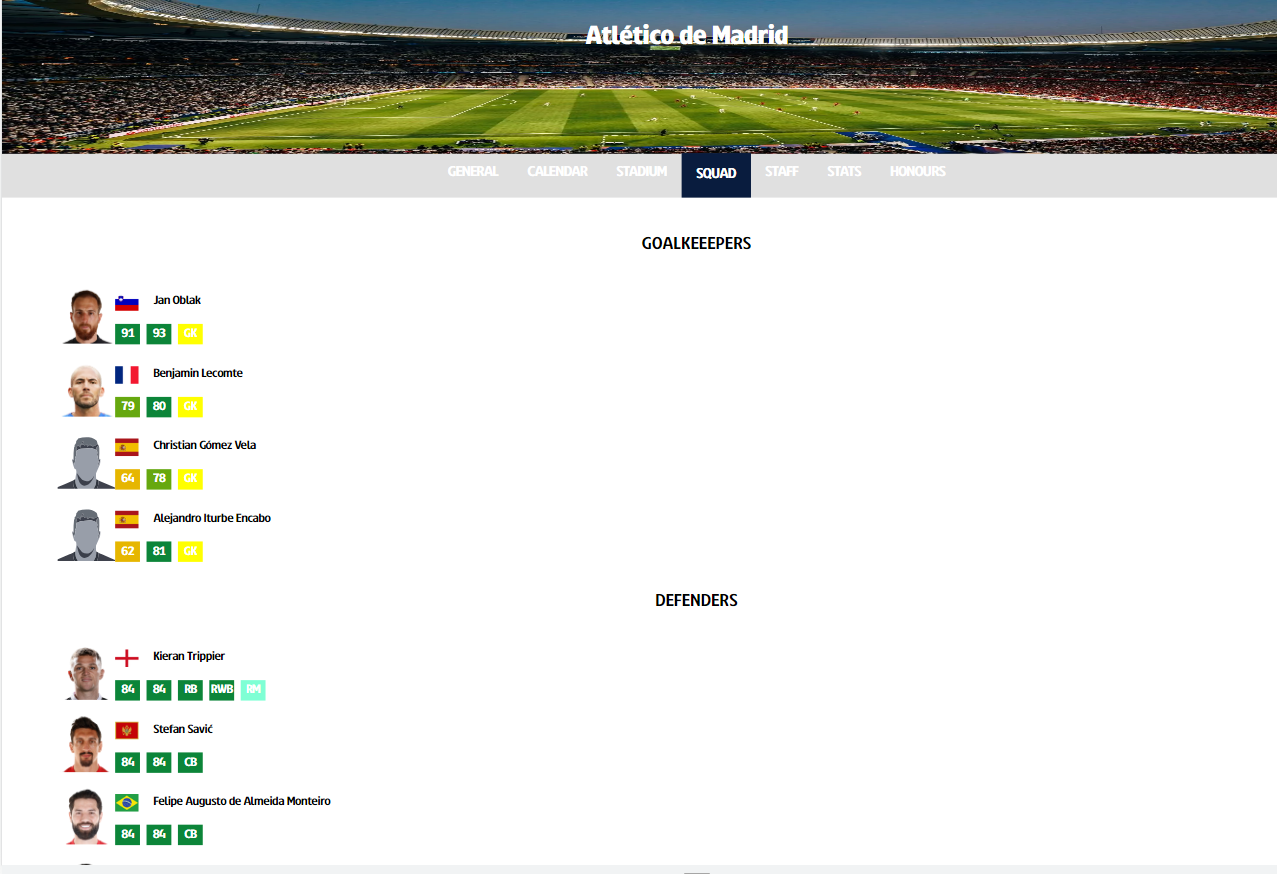 Atlético de Madrid
GENERAL CALENDAR STADIUM SQUAD STAFF STATS HONOURS
GOALKEEEPERS
Jan Oblak
91 93 GK
Benjamin Lecomte
79 80 GK
Christian Gómez Vela
64 78 GK
Alejandro Iturbe Encabo
62 81 GK
DEFENDERS
Kieran Trippier
84 84 RB RWB RM
Stefan Savić
84 84 CB
Felipe Augusto de Almeida Monteiro
84 84 CB